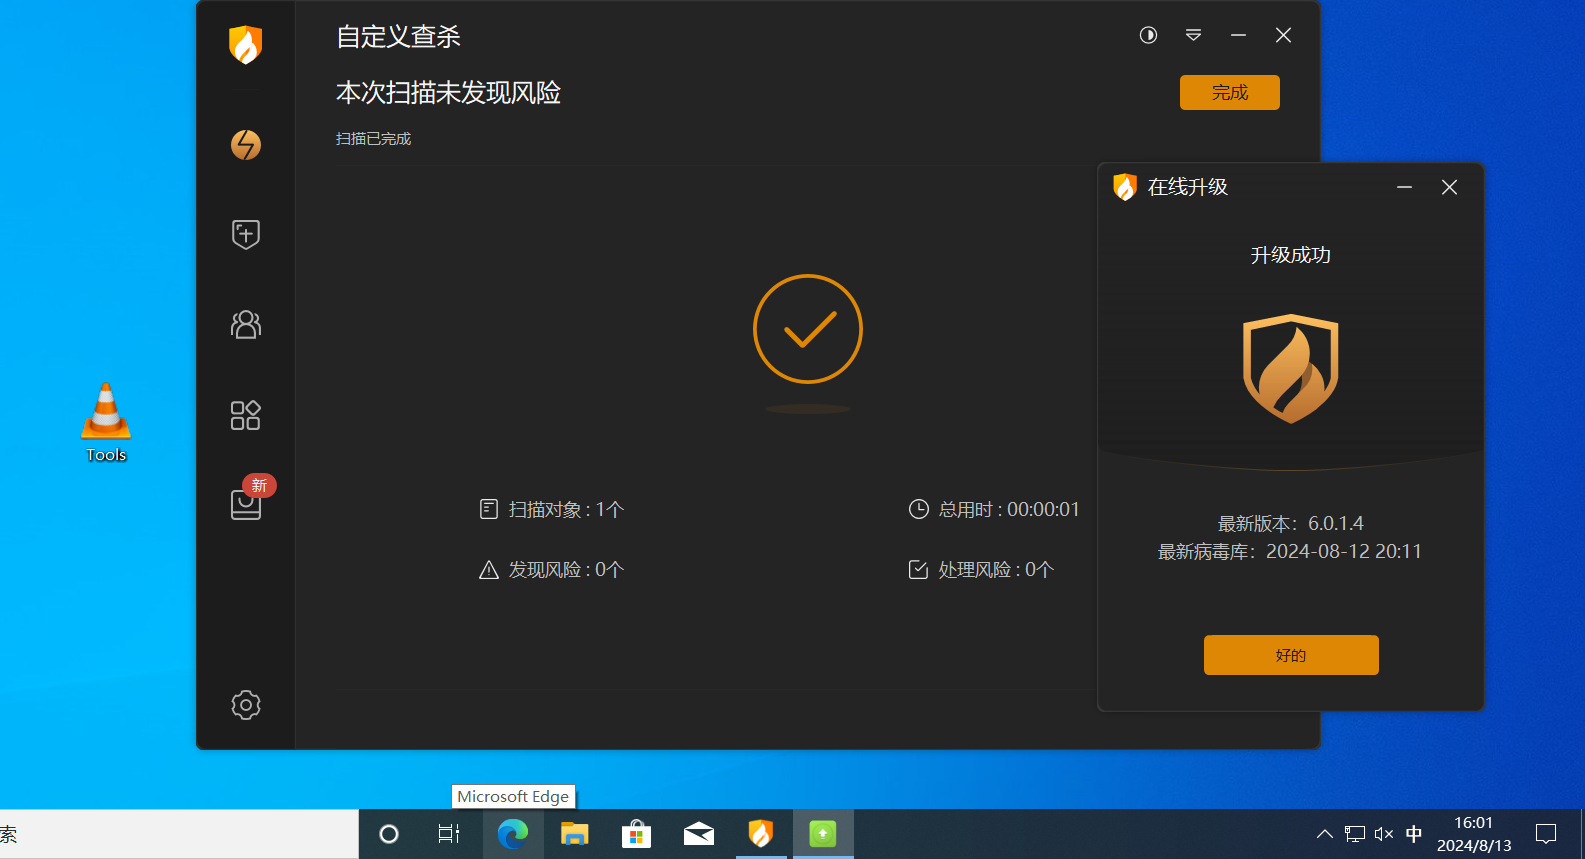 自定义查杀
本次扫描未发现风险
完成
扫描已完成
在线升级
升级成功
Tools
新
扫描对象 : 1个
总用时 : 00:00:01
发现风险 : 0个
处理风险 : 0个
最新版本：6.0.1.4
最新病毒库：2024-08-12 20:11
好的
Microsoft Edge
索
中
16:01
2024/8/13